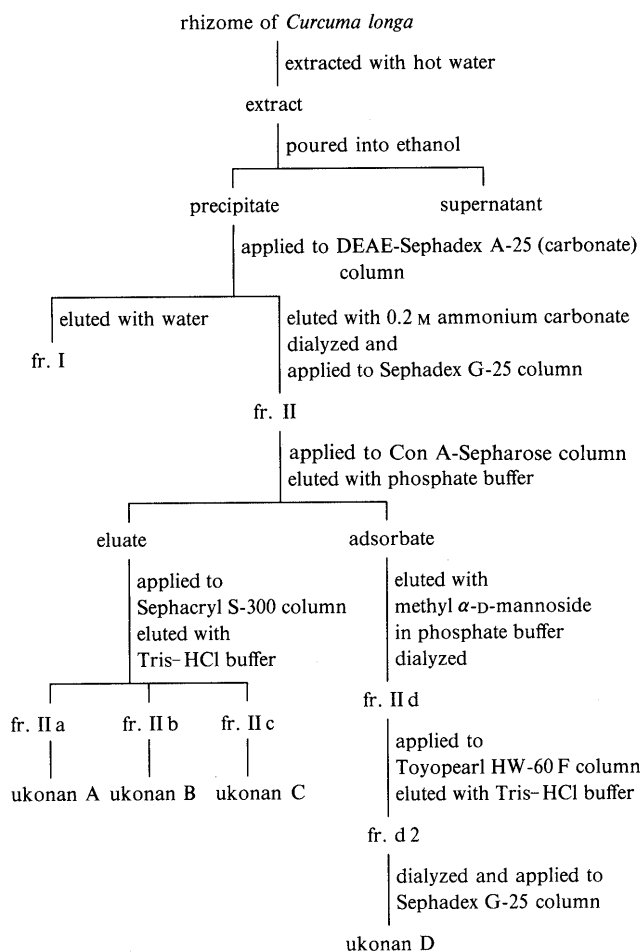 rhizome of Curcuma longa
extracted with hot water
extract
poured into ethanol
precipitate
supernatant
applied to DEAE-Sephadex A-25 (carbonate)
column
eluted with water
fr. I
eluted with 0.2 M ammonium carbonate
dialyzed and
applied to Sephadex G-25 column
fr. II
applied to Con A-Sepharose column
eluted with phosphate buffer
eluate
adsorbate
applied to
Sephacryl S-300 column
eluted with
Tris-HCl buffer
eluted with
methyl α-D-mannoside
in phosphate buffer
dialyzed
fr. IIa
fr. IIb
fr. IIc
ukonan A
ukonan B
ukonan C
fr. IId
applied to
Toyopearl HW-60 F column
eluted with Tris-HCl buffer
fr. d2
dialyzed and applied to
Sephadex G-25 column
ukonan D